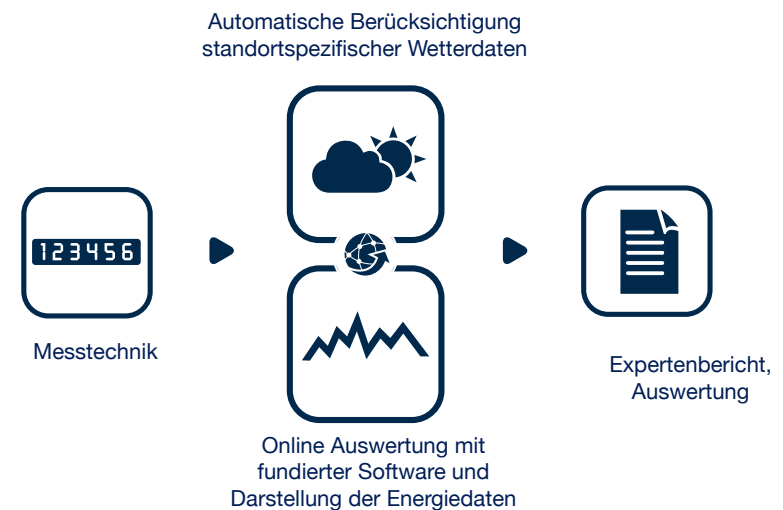 Automatische Berücksichtigung
standortspezifischer Wetterdaten
123456
Messtechnik
Online Auswertung mit
fundierter Software und
Darstellung der Energiedaten
Expertenbericht,
Auswertung